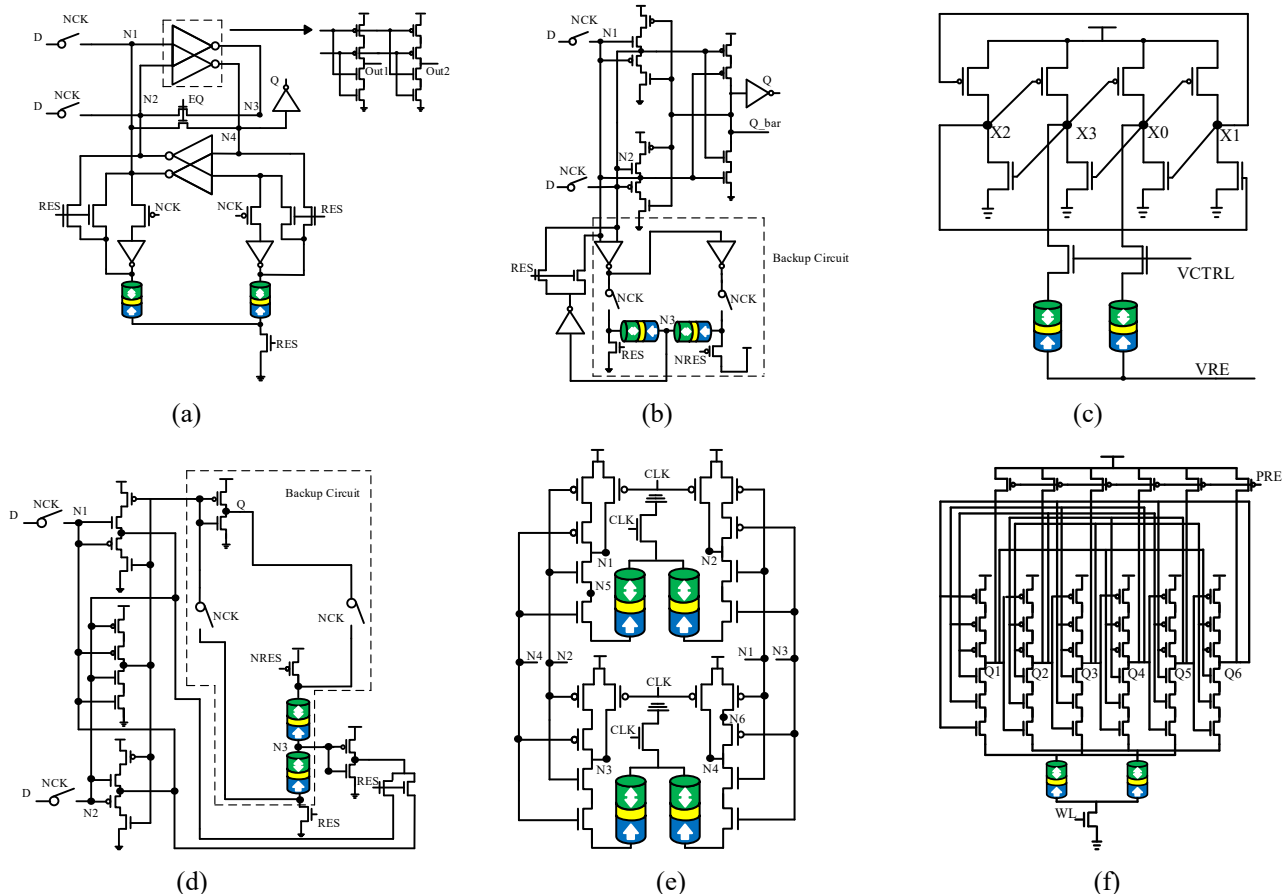 NCK
D
N1
Out1
Out2
Q
NCK
D
N2
EQ
N3
N4
RES
NCK
NCK
RES
RES
(a)
NCK
D
N1
Q
Q_bar
N2
NCK
D
Backup Circuit
RES
NCK
NCK
N3
RES
NRES
(b)
X2
X3
X0
X1
VCTRL
VRE
(c)
Backup Circuit
NCK
D
N1
Q
NCK
NCK
NRES
N3
RES
NCK
D
N2
RES
(d)
CLK
CLK
N1
N2
N5
N4
N2
N1
N3
CLK
CLK
N6
N3
N4
(e)
PRE
Q1
Q2
Q3
Q4
Q5
Q6
WL
(f)